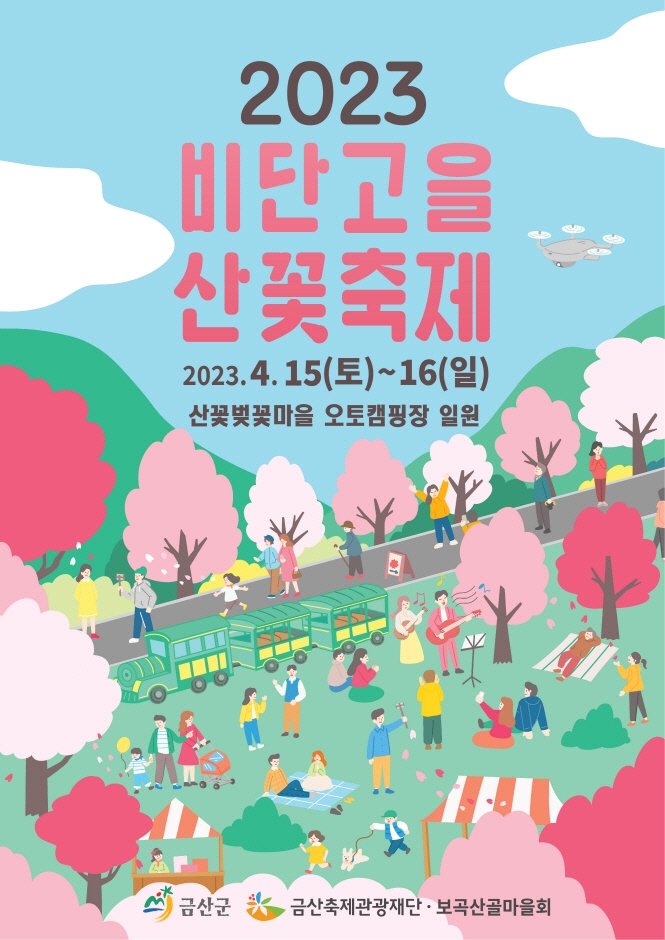 2023
비단고을
산꽃축제
2023. 4. 15(토)~16(일)
산꽃벚꽃마을 오토캠핑장 일원
금산군 금산축제관광재단·보곡산골마을회